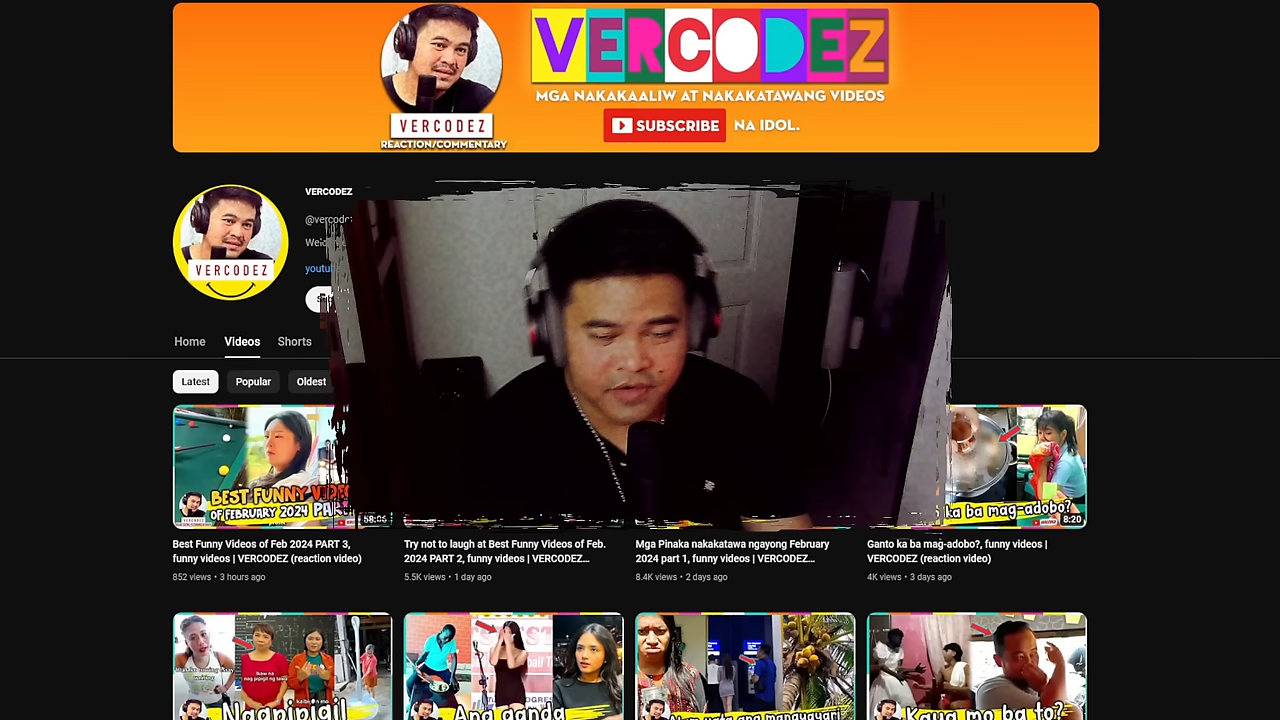 VERCODEZ
MGA NAKAKAALIW AT NAKAKATAWANG VIDEOS
SUBSCRIBE NA IDOL.
VERCODEZ
REACTION/COMMENTARY
VERCODEZ
VERCODEZ
Home Videos Shorts
Latest Popular Oldest
BEST FUNNY
OF FEBRUARY 2024
58:06
ka ba mag-adobo?
8:20
Best Funny Videos of Feb 2024 PART 3,
funny videos | VERCODEZ (reaction video)
852 views • 3 hours ago
Try not to laugh at Best Funny Videos of Feb.
2024 PART 2, funny videos | VERCODEZ...
5.5K views • 1 day ago
Mga Pinaka nakakatawa ngayong February
2024 part 1, funny videos | VERCODEZ...
8.4K views • 2 days ago
Ganto ka ba mag-adobo?, funny videos |
VERCODEZ (reaction video)
4K views • 3 days ago
Nagpipigil
Ang ganda
Kaya mo ba to?